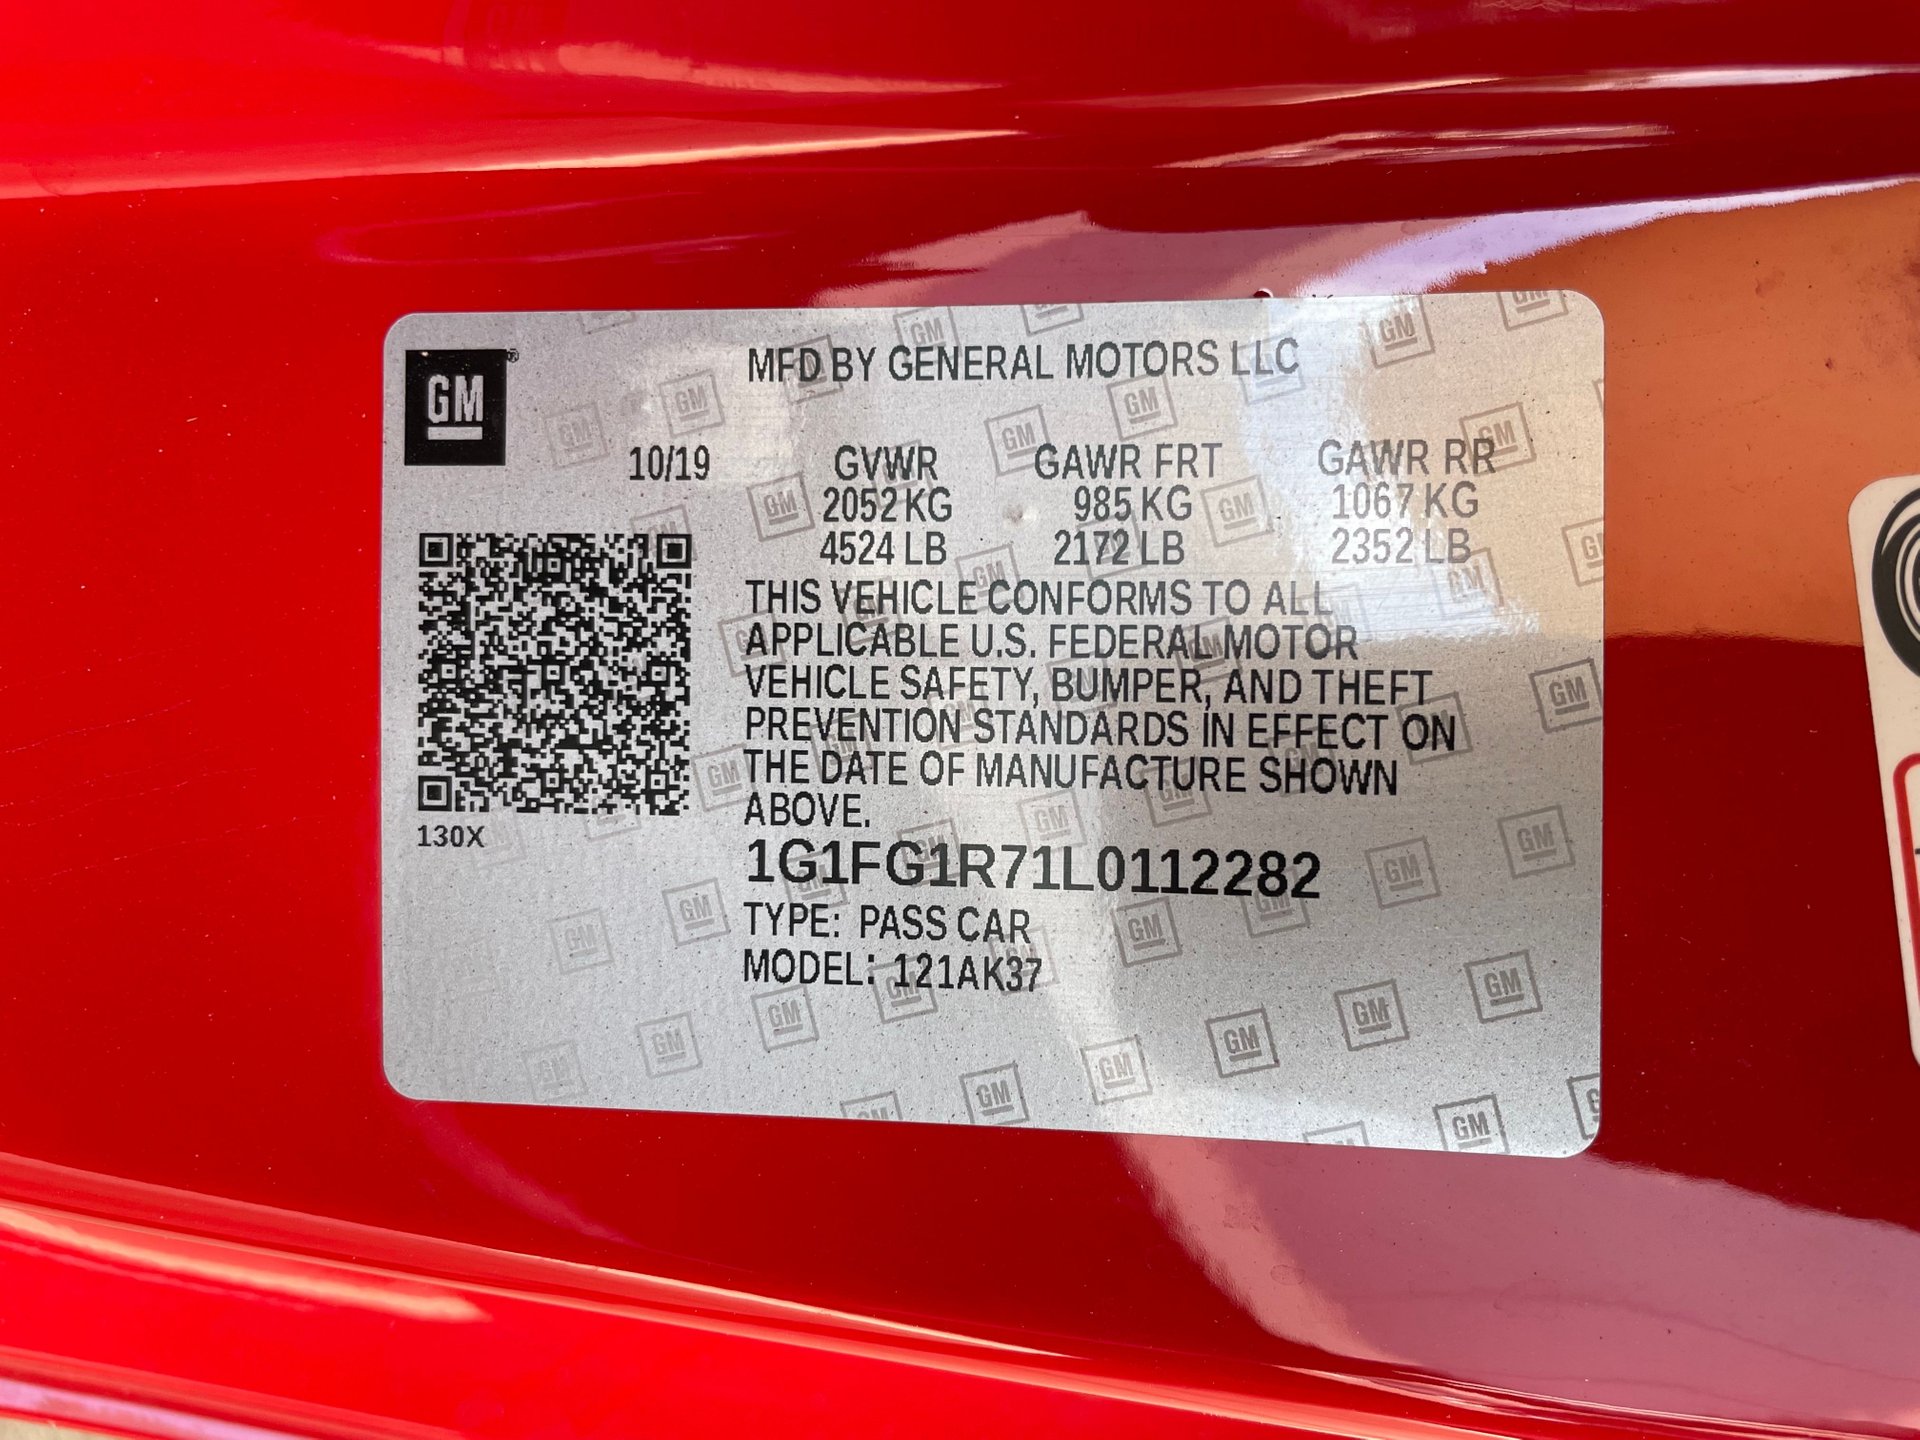 GM
MFD BY GENERAL MOTORS LLC
10/19 GVWR GAWR FRT GAWR RR
2052 KG 985 KG 1067 KG
4524 LB 2172 LB 2352 LB
THIS VEHICLE CONFORMS TO ALL
APPLICABLE U.S. FEDERAL MOTOR
VEHICLE SAFETY, BUMPER, AND THEFT
PREVENTION STANDARDS IN EFFECT ON
THE DATE OF MANUFACTURE SHOWN
ABOVE.
130X
1G1FG1R71L0112282
TYPE: PASS CAR
MODEL: 121AK37